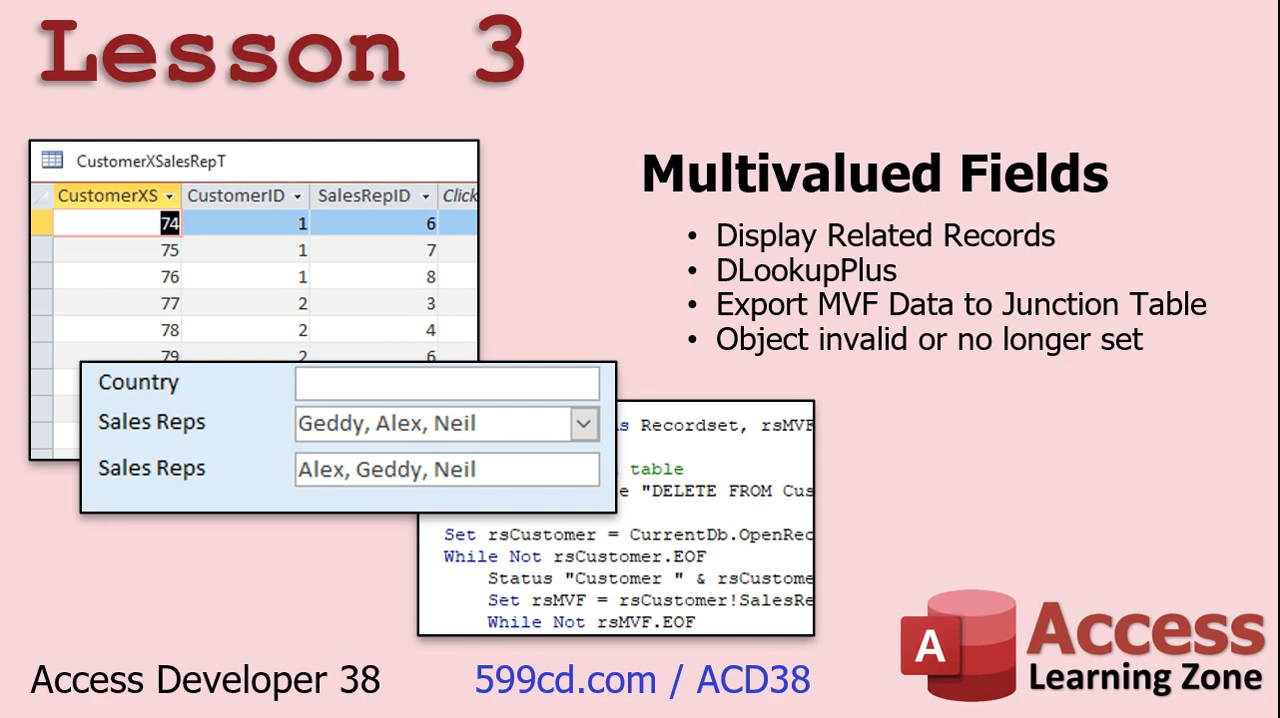 Lesson 3
CustomerXSalesRepT
CustomerXS CustomerID SalesRepID Click
74 1 6
75 1 7
76 1 8
77 2 3
78 2 4
79 2 6
Country
Sales Reps Geddy, Alex, Neil
Sales Reps Alex, Geddy, Neil
s Recordset, rsMVF
table
e "DELETE FROM Cus
Set rsCustomer = CurrentDb.OpenRec
While Not rsCustomer.EOF
Status "Customer " & rsCustome
Set rsMVF = rsCustomer!SalesRe
While Not rsMVF.EOF
Multivalued Fields
• Display Related Records
• DLookupPlus
• Export MVF Data to Junction Table
• Object invalid or no longer set
Access Developer 38
599cd.com / ACD38
A
Access
Learning Zone